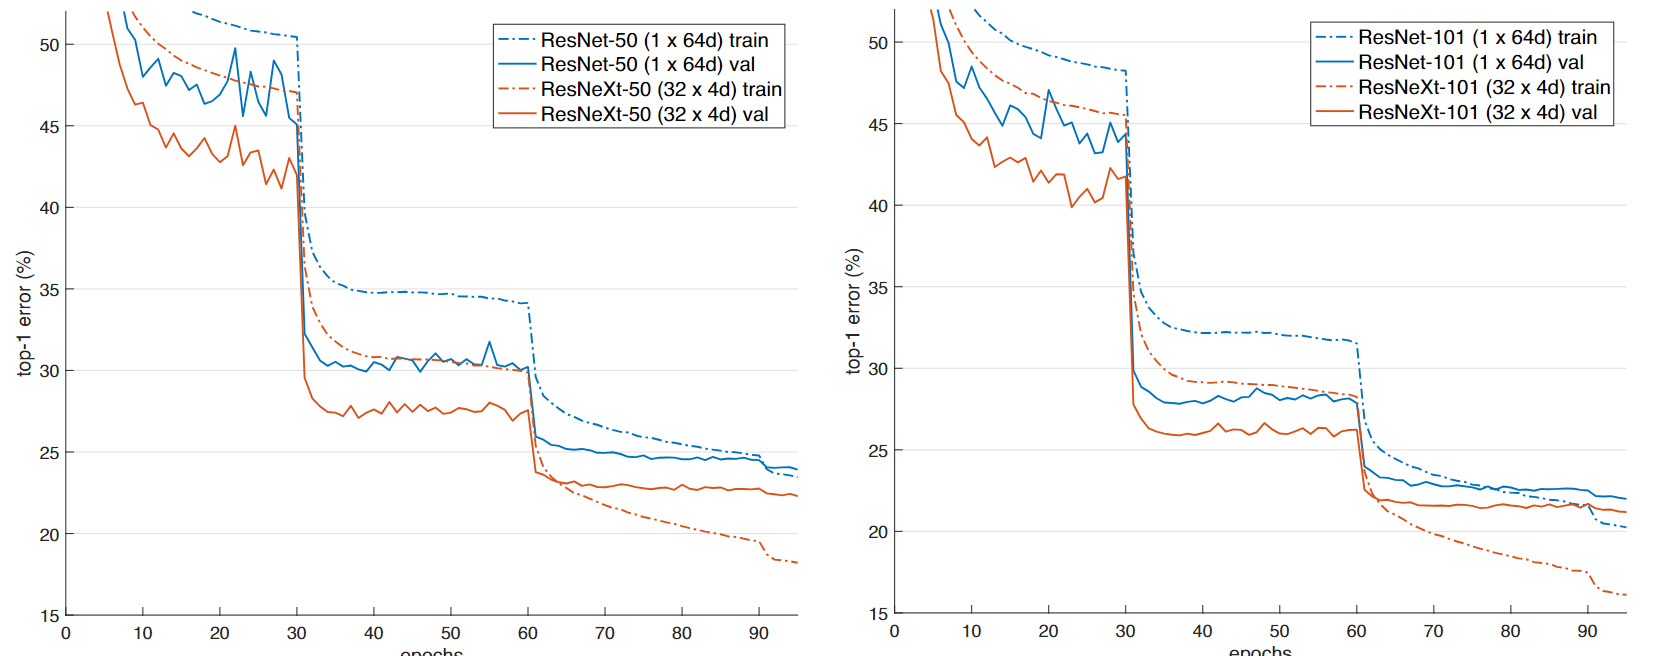 50
45
40
35
30
25
20
15
top-1 error (%)
0 10 20 30 40 50 60 70 80 90
epochs
ResNet-50 (1 x 64d) train
ResNet-50 (1 x 64d) val
ResNeXt-50 (32 x 4d) train
ResNeXt-50 (32 x 4d) val
50
45
40
35
30
25
20
15
top-1 error (%)
0 10 20 30 40 50 60 70 80 90
epochs
ResNet-101 (1 x 64d) train
ResNet-101 (1 x 64d) val
ResNeXt-101 (32 x 4d) train
ResNeXt-101 (32 x 4d) val